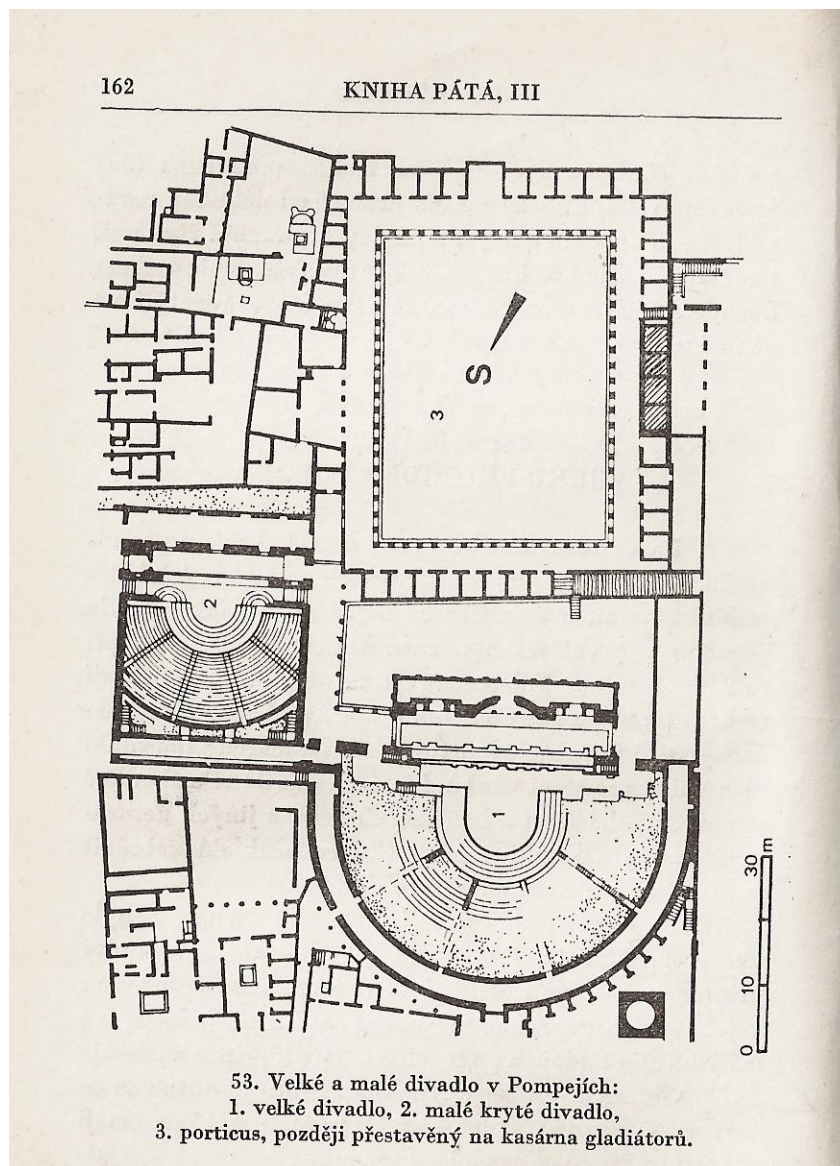 162
KNIHA PÁTÁ, III
S
3
2
1
0 10 30 m
53. Velké a malé divadlo v Pompejích:
1. velké divadlo, 2. malé kryté divadlo,
3. porticus, později přestavěný na kasárna gladiátorů.